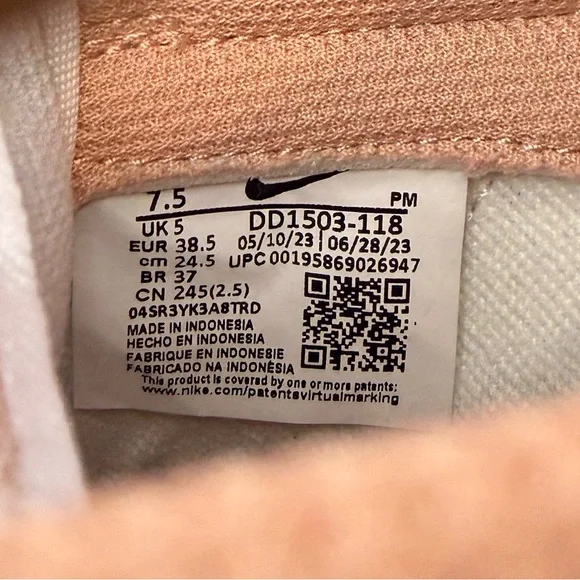 7.5 PM
UK 5 DD1503-118
EUR 38.5 05/10/23 06/28/23
cm 24.5 UPC 00195869026947
BR 37
CN 245(2.5)
04SR3YK3A8TRD
MADE IN INDONESIA
HECHO EN INDONESIA
FABRIQUE EN INDONESIE
FABRICADO NA INDONÉSIA
This product is covered by one or more patents:
www.nike.com/patentsvirtualmarking